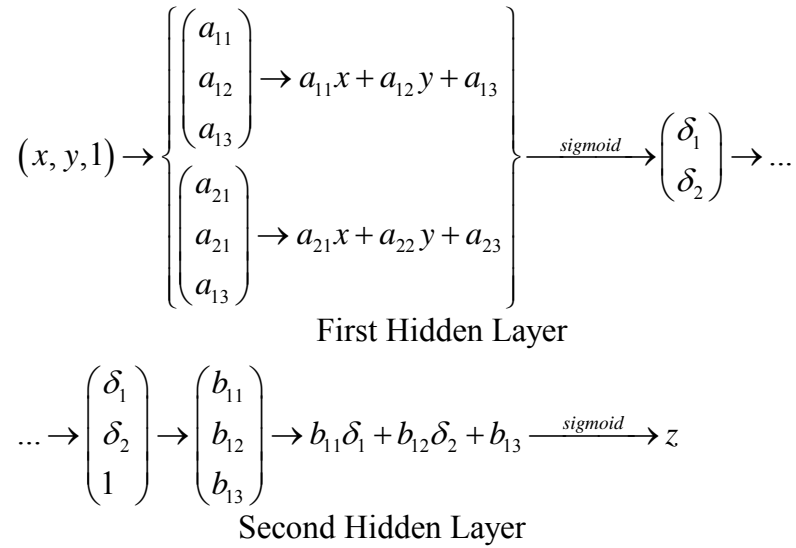 (x, y, 1) → { (a₁₁ a₁₂ a₁₃) → a₁₁x + a₁₂y + a₁₃
(a₂₁ a₂₁ a₁₃) → a₂₁x + a₂₂y + a₂₃ } sigmoid → (δ₁ δ₂) → ...
First Hidden Layer
... → (δ₁ δ₂ 1) → (b₁₁ b₁₂ b₁₃) → b₁₁δ₁ + b₁₂δ₂ + b₁₃ sigmoid → z
Second Hidden Layer